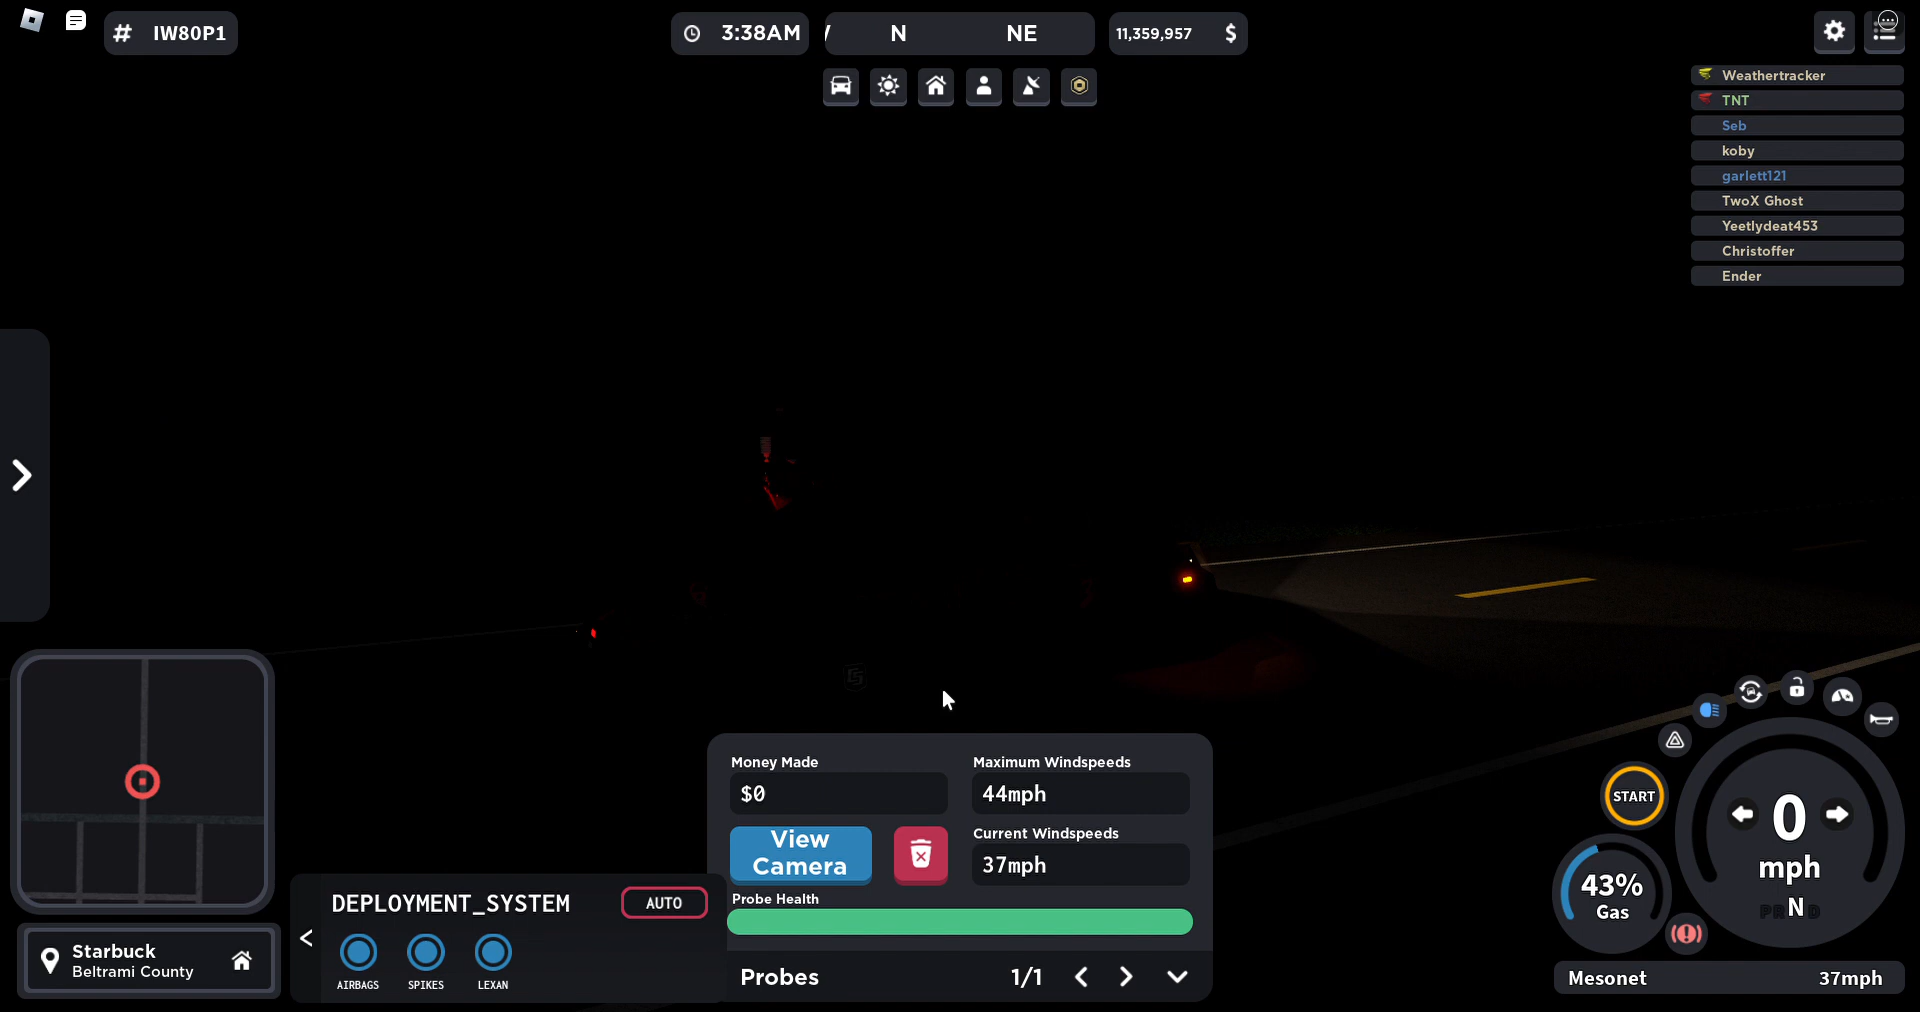 # IW80P1
3:38AM
N
NE
11,359,957 $
Weathertracker
TNT
Seb
koby
garlett121
TwoX Ghost
Yeetlydeat453
Christoffer
Ender
Money Made
$0
Maximum Windspeeds
44mph
View
Camera
Current Windspeeds
37mph
Probe Health
Probes
1/1
DEPLOYMENT_SYSTEM
AUTO
AIRBAGS
SPIKES
LEXAN
Starbuck
Beltrami County
START
0
mph
PRND
43%
Gas
Mesonet
37mph